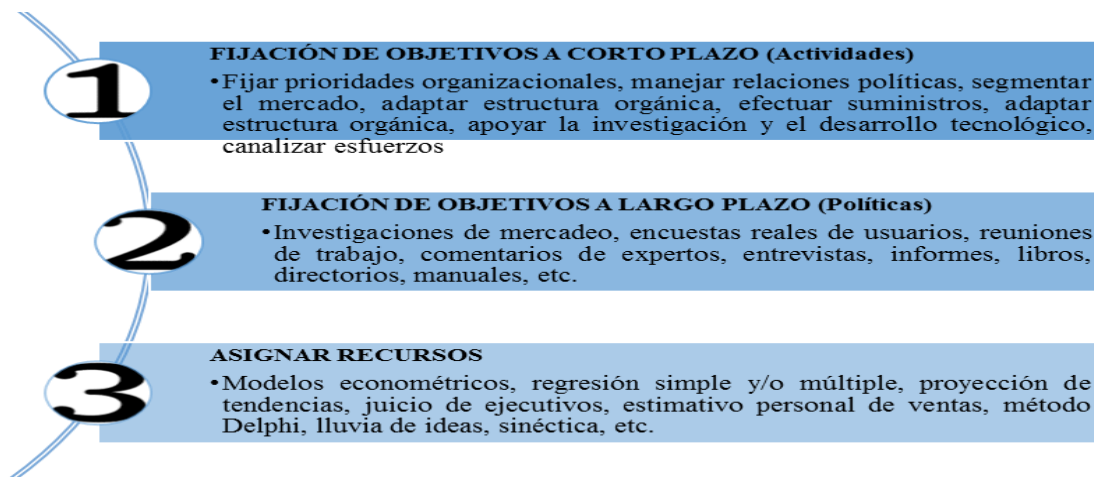 1
FIJACIÓN DE OBJETIVOS A CORTO PLAZO (Actividades)
•Fijar prioridades organizacionales, manejar relaciones políticas, segmentar
el mercado, adaptar estructura orgánica, efectuar suministros, adaptar
estructura orgánica, apoyar la investigación y el desarrollo tecnológico,
canalizar esfuerzos
2
FIJACIÓN DE OBJETIVOS A LARGO PLAZO (Políticas)
•Investigaciones de mercadeo, encuestas reales de usuarios, reuniones
de trabajo, comentarios de expertos, entrevistas, informes, libros,
directorios, manuales, etc.
3
ASIGNAR RECURSOS
•Modelos econométricos, regresión simple y/o múltiple, proyección de
tendencias, juicio de ejecutivos, estimativo personal de ventas, método
Delphi, lluvia de ideas, sinéctica, etc.